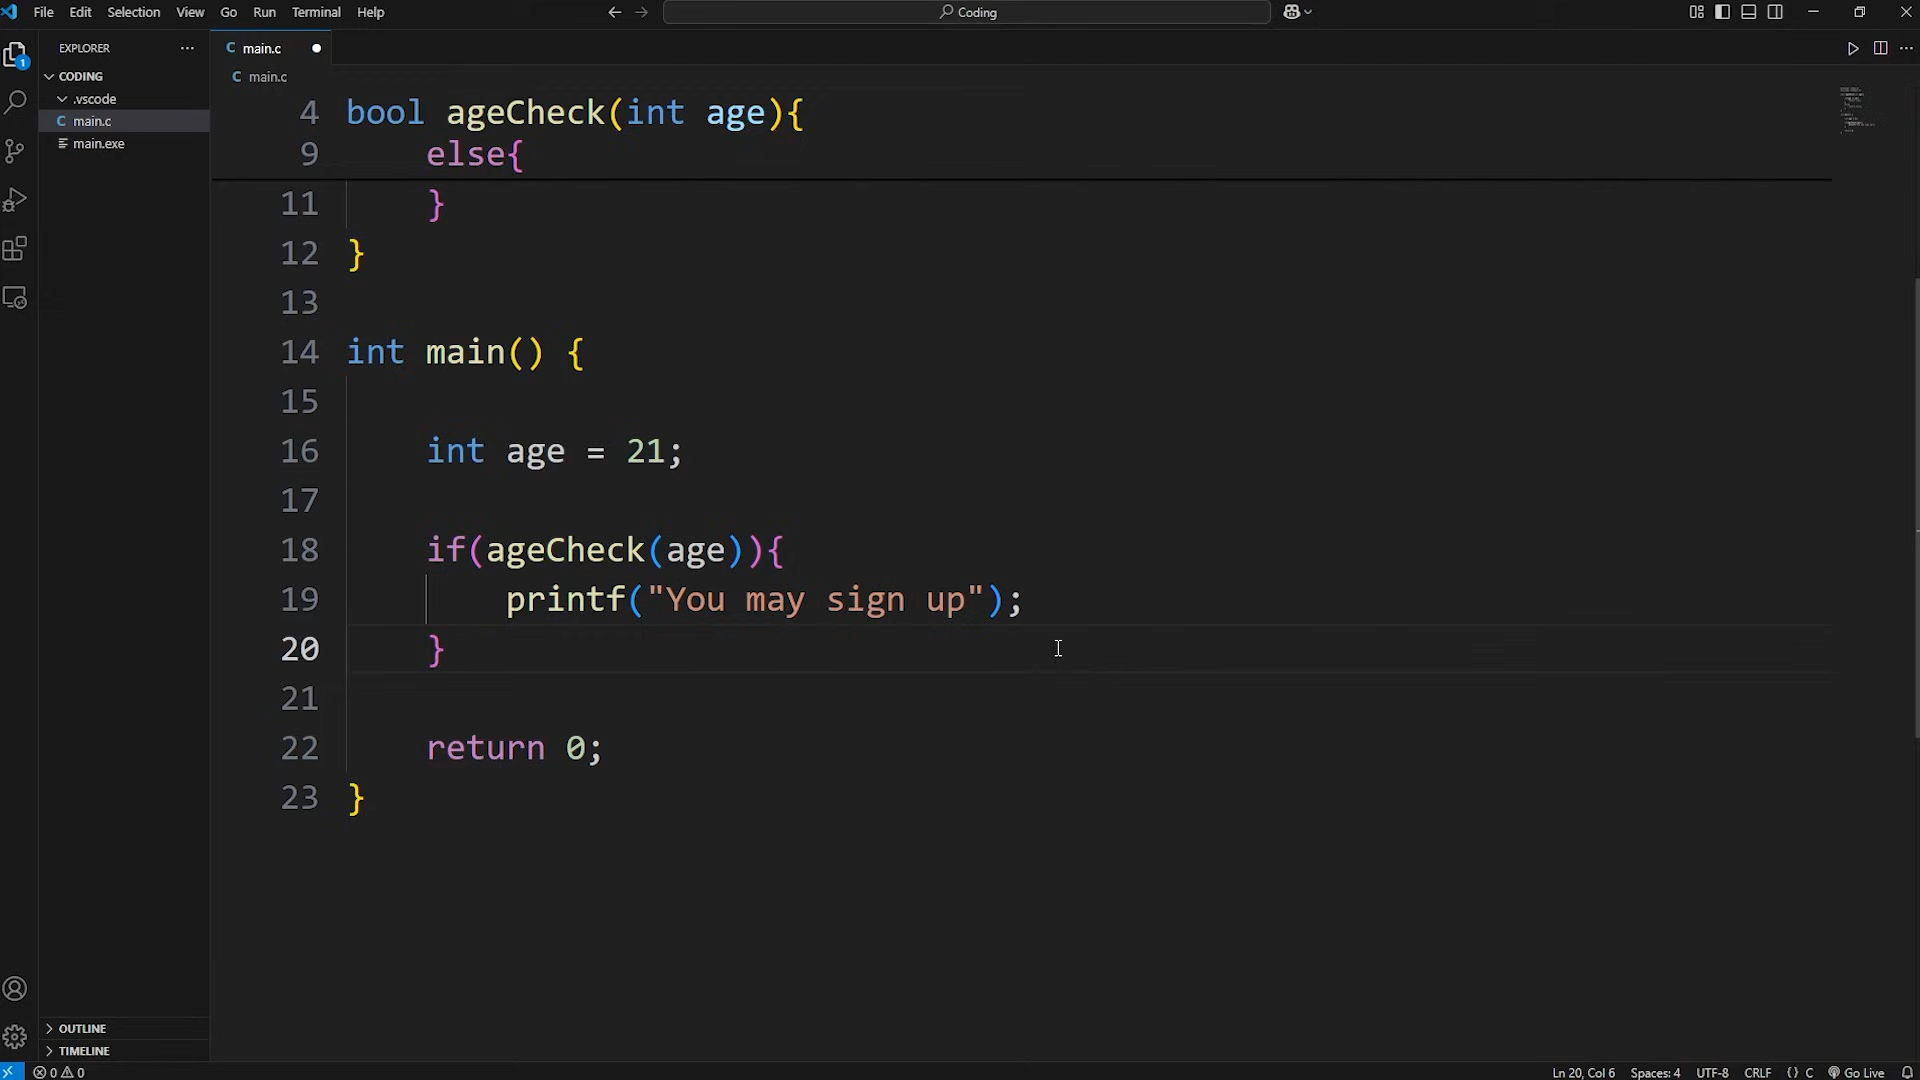 File Edit Selection View Go Run Terminal Help
Coding
EXPLORER
CODING
.vscode
C main.c
main.exe
OUTLINE
TIMELINE
1
C main.c
C main.c
4 bool ageCheck(int age){
9 else{
11 }
12 }
13
14 int main() {
15
16 int age = 21;
17
18 if(ageCheck(age)){
19 printf("You may sign up");
20 }
21
22 return 0;
23 }
0 0
Ln 20, Col 6 Spaces: 4 UTF-8 CRLF {} C Go Live